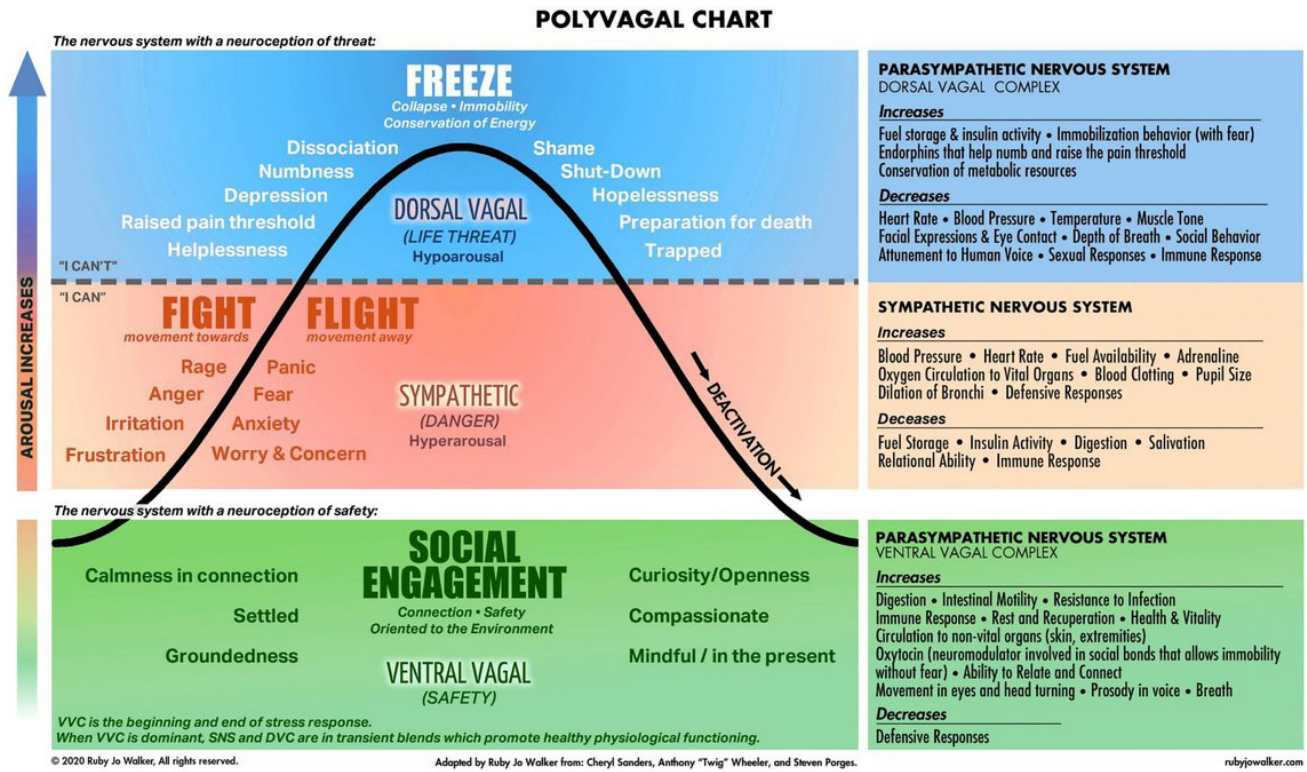 POLYVAGAL CHART
The nervous system with a neuroception of threat:
FREEZE
Collapse • Immobility
Conservation of Energy
Dissociation
Numbness
Depression
Raised pain threshold
Helplessness
Shame
Shut-Down
Hopelessness
Preparation for death
Trapped
DORSAL VAGAL
(LIFE THREAT)
Hypoarousal
"I CAN'T"
"I CAN"
AROUSAL INCREASES
FIGHT
movement towards
FLIGHT
movement away
Rage
Panic
Anger
Fear
Irritation
Anxiety
Frustration
Worry & Concern
SYMPATHETIC
(DANGER)
Hyperarousal
DEACTIVATION
The nervous system with a neuroception of safety:
SOCIAL
ENGAGEMENT
Connection • Safety
Oriented to the Environment
Calmness in connection
Settled
Groundedness
Curiosity/Openness
Compassionate
Mindful / in the present
VENTRAL VAGAL
(SAFETY)
VVC is the beginning and end of stress response.
When VVC is dominant, SNS and DVC are in transient blends which promote healthy physiological functioning.
PARASYMPATHETIC NERVOUS SYSTEM
DORSAL VAGAL COMPLEX
Increases
Fuel storage & insulin activity • Immobilization behavior (with fear)
Endorphins that help numb and raise the pain threshold
Conservation of metabolic resources
Decreases
Heart Rate • Blood Pressure • Temperature • Muscle Tone
Facial Expressions & Eye Contact • Depth of Breath • Social Behavior
Attunement to Human Voice • Sexual Responses • Immune Response
SYMPATHETIC NERVOUS SYSTEM
Increases
Blood Pressure • Heart Rate • Fuel Availability • Adrenaline
Oxygen Circulation to Vital Organs • Blood Clotting • Pupil Size
Dilation of Bronchi • Defensive Responses
Deceases
Fuel Storage • Insulin Activity • Digestion • Salivation
Relational Ability • Immune Response
PARASYMPATHETIC NERVOUS SYSTEM
VENTRAL VAGAL COMPLEX
Increases
Digestion • Intestinal Motility • Resistance to Infection
Immune Response • Rest and Recuperation • Health & Vitality
Circulation to non-vital organs (skin, extremities)
Oxytocin (neuromodulator involved in social bonds that allows immobility
without fear) • Ability to Relate and Connect
Movement in eyes and head turning • Prosody in voice • Breath
Decreases
Defensive Responses
© 2020 Ruby Jo Walker, All rights reserved.
Adapted by Ruby Jo Walker from: Cheryl Sanders, Anthony "Twig" Wheeler, and Steven Porges.
rubyjowalker.com